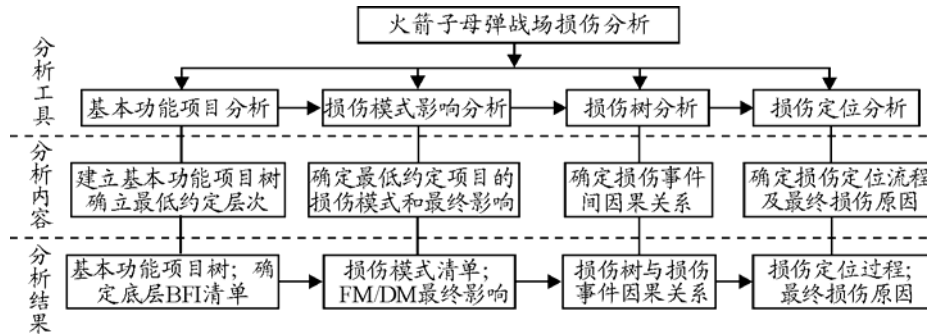 火箭子母弹战场损伤分析
分析工具
基本功能项目分析
损伤模式影响分析
损伤树分析
损伤定位分析
分析内容
建立基本功能项目树
确立最低约定层次
确定最低约定项目的
损伤模式和最终影响
确定损伤事件
间因果关系
确定损伤定位流程
及最终损伤原因
分析结果
基本功能项目树；确
定底层BFI清单
损伤模式清单；
FM/DM最终影响
损伤树与损伤
事件因果关系
损伤定位过程；
最终损伤原因